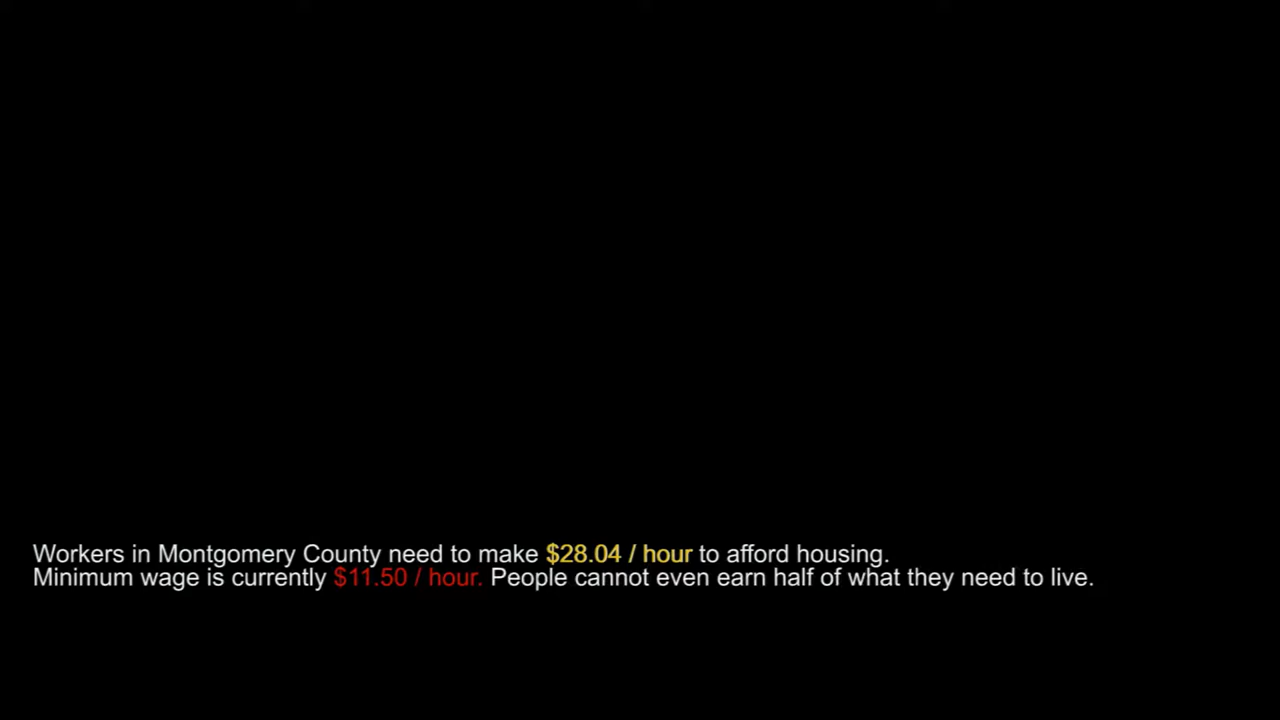 Workers in Montgomery County need to make $28.04 / hour to afford housing.
Minimum wage is currently $11.50 / hour. People cannot even earn half of what they need to live.